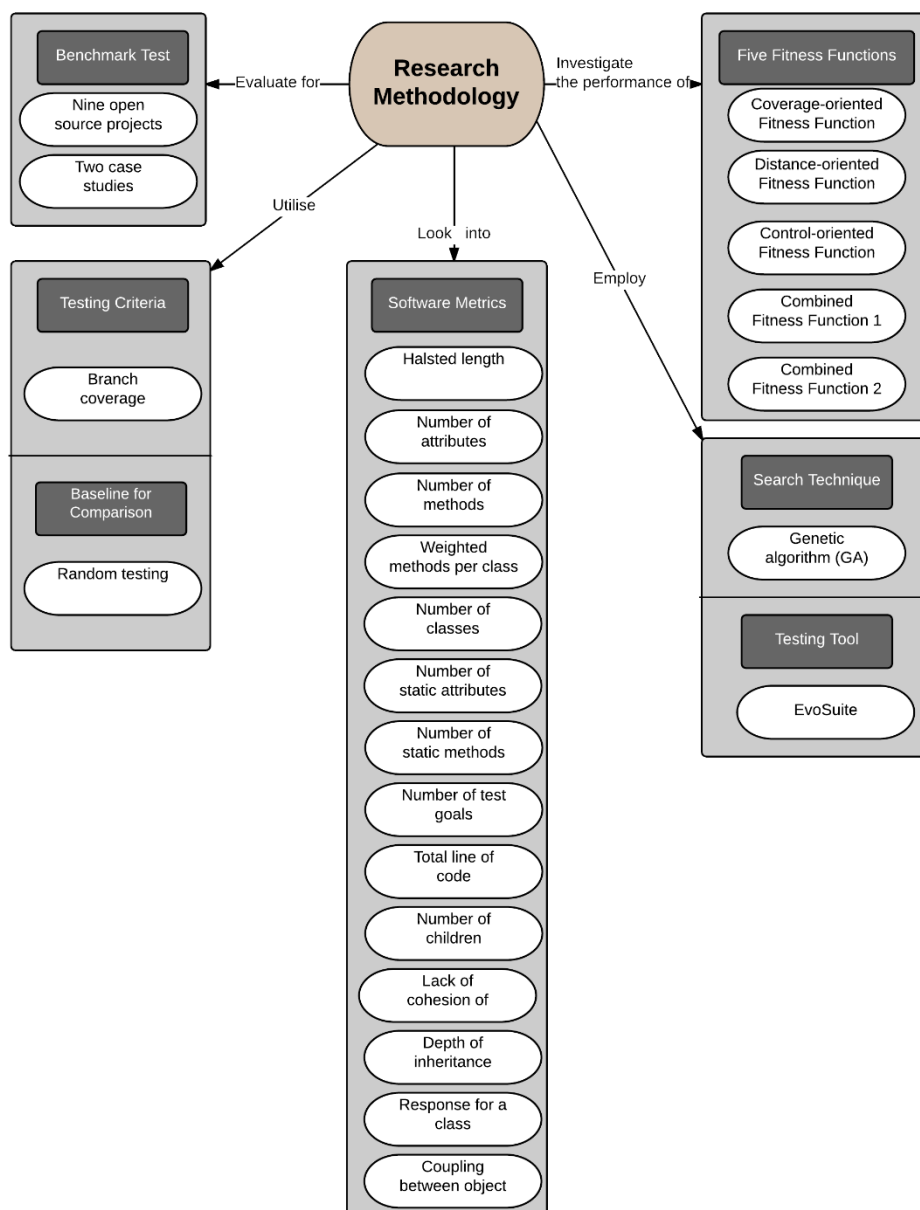 Research
Methodology
Evaluate for
Benchmark Test
Nine open
source projects
Two case
studies
Investigate
the performance of
Five Fitness Functions
Coverage-oriented
Fitness Function
Distance-oriented
Fitness Function
Control-oriented
Fitness Function
Combined
Fitness Function 1
Combined
Fitness Function 2
Utilise
Testing Criteria
Branch
coverage
Baseline for
Comparison
Random testing
Look into
Software Metrics
Halsted length
Number of
attributes
Number of
methods
Weighted
methods per class
Number of
classes
Number of
static attributes
Number of
static methods
Number of test
goals
Total line of
code
Number of
children
Lack of
cohesion of
Depth of
inheritance
Response for a
class
Coupling
between object
Employ
Search Technique
Genetic
algorithm (GA)
Testing Tool
EvoSuite